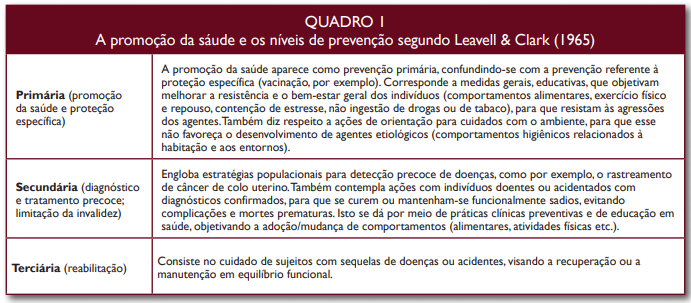 QUADRO 1
A promoção da sáude e os níveis de prevenção segundo Leavell & Clark (1965)
Primária (promoção
da saúde e proteção
específica)
A promoção da saúde aparece como prevenção primária, confundindo-se com a prevenção referente à
proteção específica (vacinação, por exemplo). Corresponde a medidas gerais, educativas, que objetivam
melhorar a resistência e o bem-estar geral dos indivíduos (comportamentos alimentares, exercício físico
e repouso, contenção de estresse, não ingestão de drogas ou de tabaco), para que resistam às agressões
dos agentes. Também diz respeito a ações de orientação para cuidados com o ambiente, para que esse
não favoreça o desenvolvimento de agentes etiológicos (comportamentos higiênicos relacionados à
habitação e aos entornos).
Secundária (diagnóstico
e tratamento precoce;
limitação da invalidez)
Engloba estratégias populacionais para detecção precoce de doenças, como por exemplo, o rastreamento
de câncer de colo uterino. Também contempla ações com indivíduos doentes ou acidentados com
diagnósticos confirmados, para que se curem ou mantenham-se funcionalmente sadios, evitando
complicações e mortes prematuras. Isto se dá por meio de práticas clínicas preventivas e de educação em
saúde, objetivando a adoção/mudança de comportamentos (alimentares, atividades físicas etc.).
Terciária (reabilitação)
Consiste no cuidado de sujeitos com sequelas de doenças ou acidentes, visando a recuperação ou a
manutenção em equilíbrio funcional.